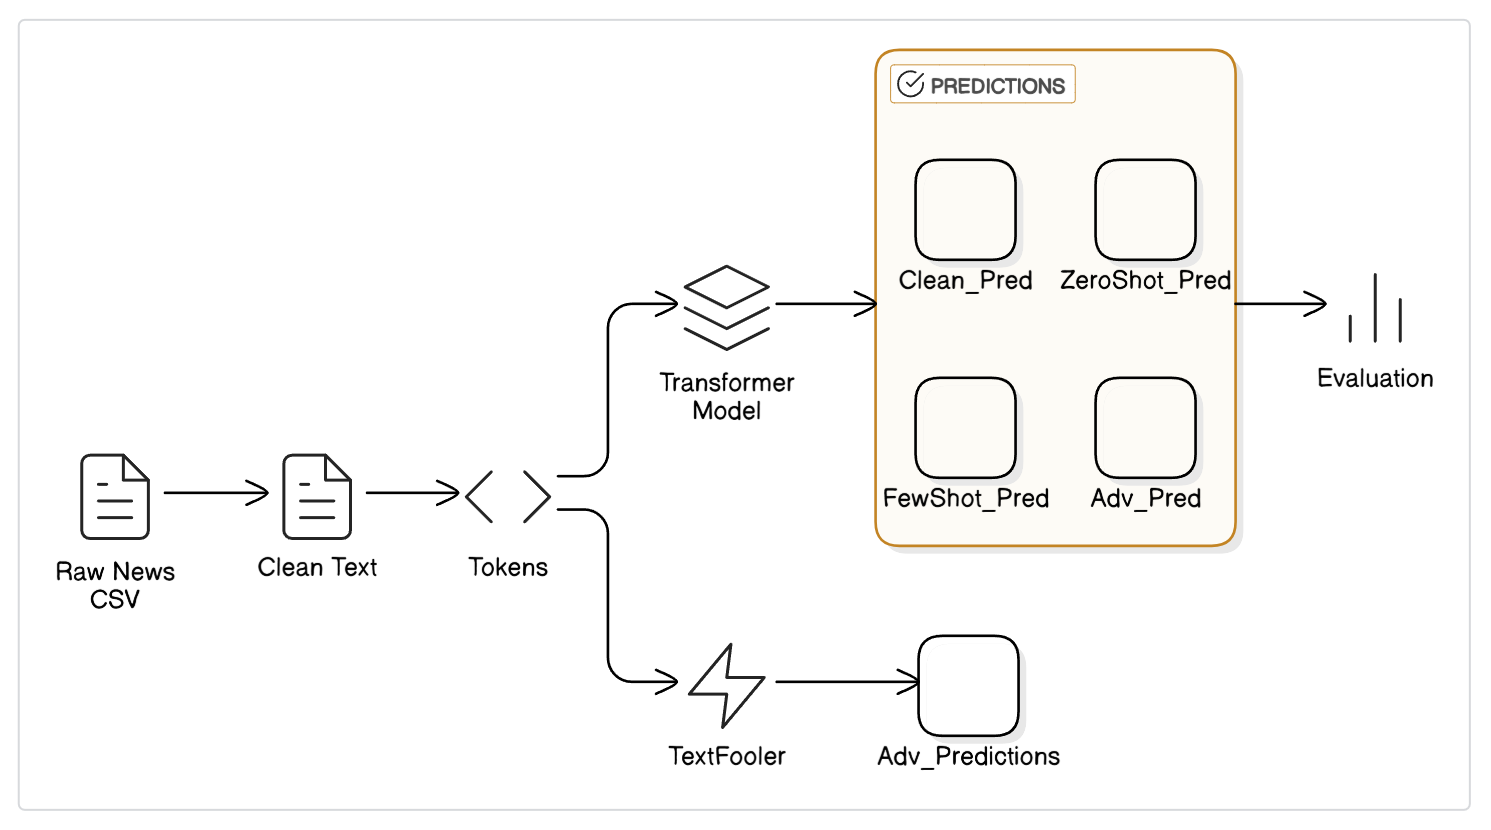 PREDICTIONS
Clean_Pred
ZeroShot_Pred
Transformer
Model
Evaluation
FewShot_Pred
Adv_Pred
Raw News
CSV
Clean Text
Tokens
TextFooler
Adv_Predictions